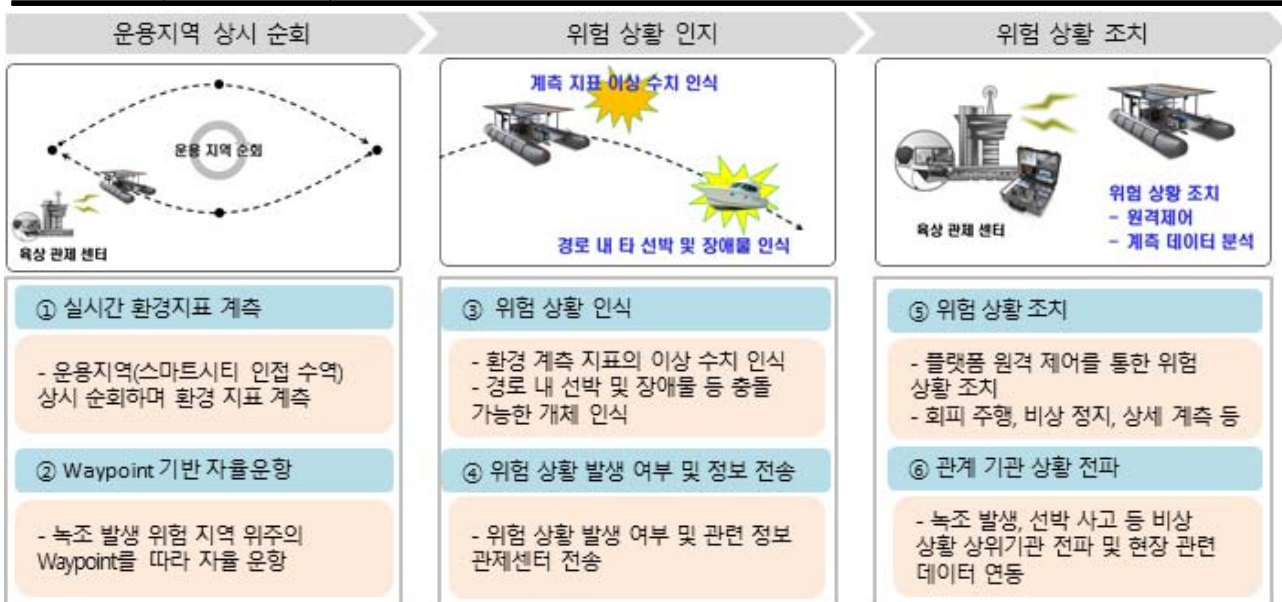 운용지역 상시 순회
위험 상황 인지
위험 상황 조치
운용 지역 순회
육상 관제 센터
계측 지표 이상 수치 인식
경로 내 타 선박 및 장애물 인식
육상 관제 센터
위험 상황 조치
- 원격제어
- 계측 데이터 분석
① 실시간 환경지표 계측
- 운용지역(스마트시티 인접 수역)
상시 순회하며 환경 지표 계측
② Waypoint 기반 자율운항
- 녹조 발생 위험 지역 위주의
Waypoint를 따라 자율 운항
③ 위험 상황 인식
- 환경 계측 지표의 이상 수치 인식
- 경로 내 선박 및 장애물 등 충돌
가능한 개체 인식
④ 위험 상황 발생 여부 및 정보 전송
- 위험 상황 발생 여부 및 관련 정보
관제센터 전송
⑤ 위험 상황 조치
- 플랫폼 원격 제어를 통한 위험
상황 조치
- 회피 주행, 비상 정지, 상세 계측 등
⑥ 관계 기관 상황 전파
- 녹조 발생, 선박 사고 등 비상
상황 상위기관 전파 및 현장 관련
데이터 연동